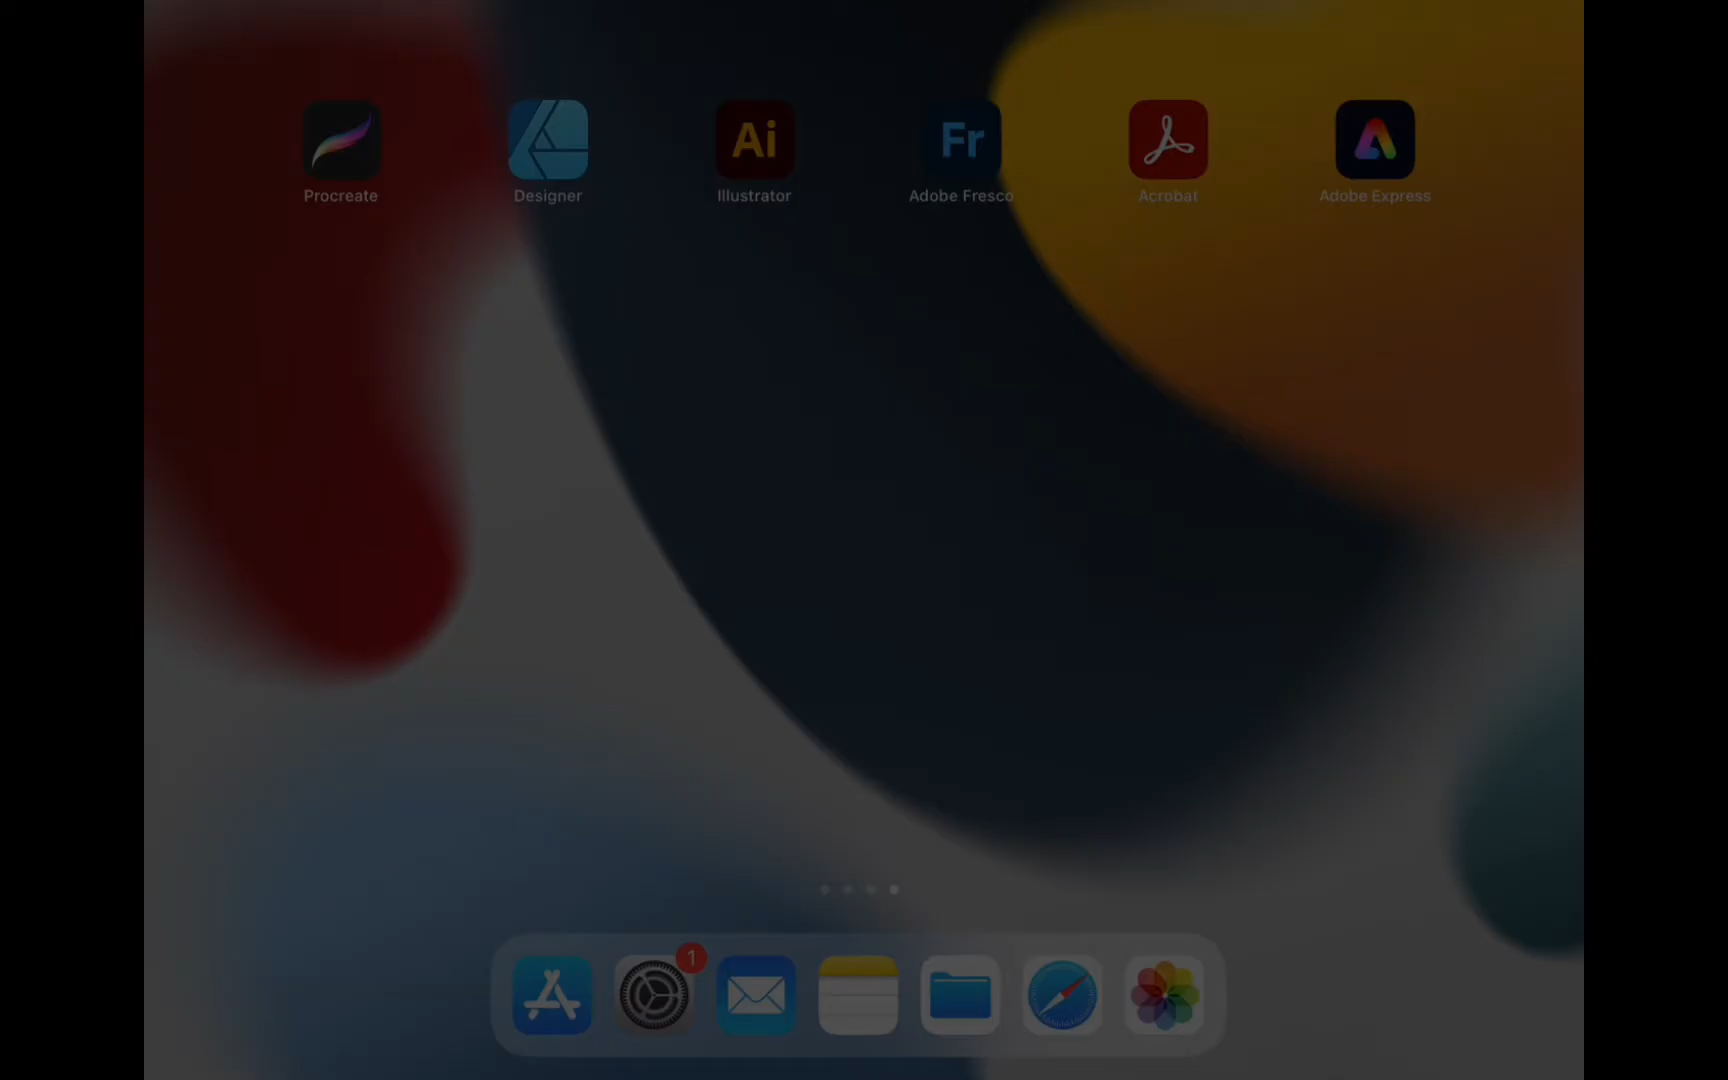 Ai
Fr
Procreate
Designer
Illustrator
Adobe Fresco
Acrobat
Adobe Express
1